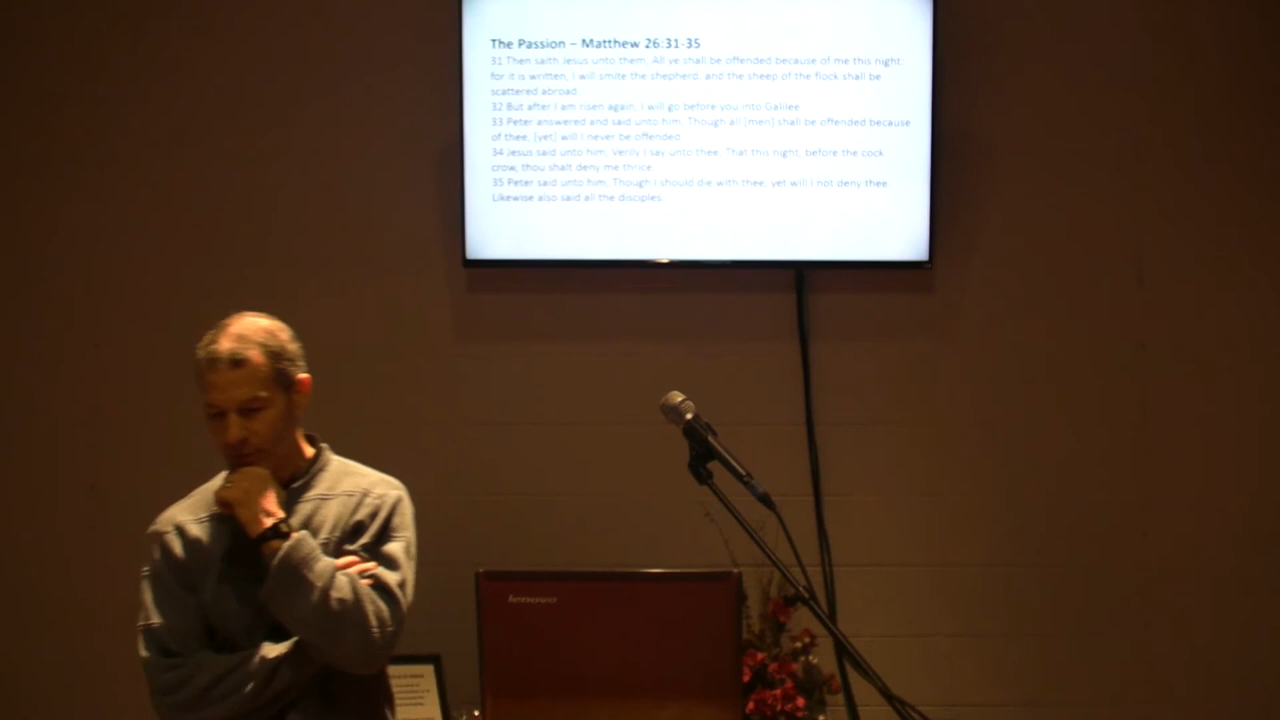 The Passion – Matthew 26:31-35
31 Then saith Jesus unto them, All ye shall be offended because of me this night:
for it is written, I will smite the shepherd, and the sheep of the flock shall be
scattered abroad.
32 But after I am risen again, I will go before you into Galilee.
33 Peter answered and said unto him, Though all [men] shall be offended because
of thee, [yet] will I never be offended.
34 Jesus said unto him, Verily I say unto thee, That this night, before the cock
crow, thou shalt deny me thrice.
35 Peter said unto him, Though I should die with thee, yet will I not deny thee.
Likewise also said all the disciples.
lenovo